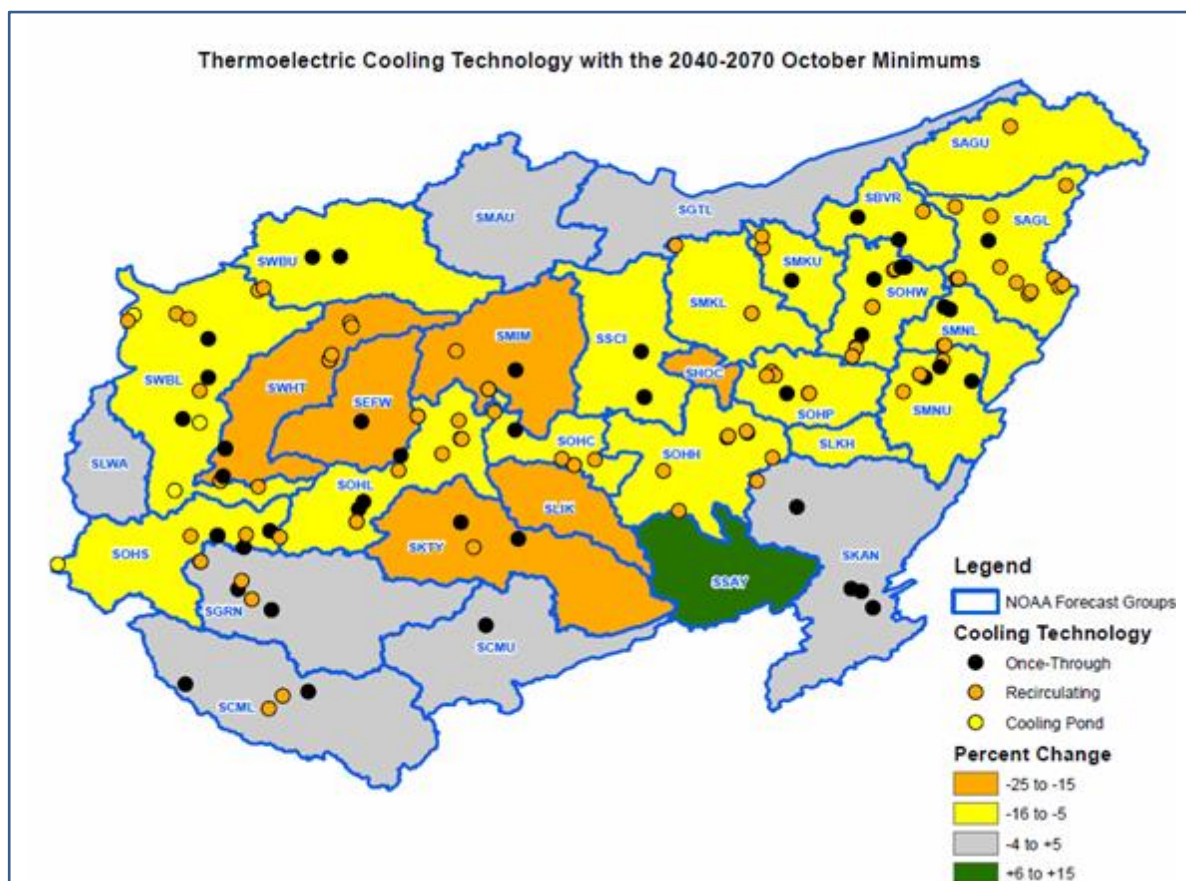 Thermoelectric Cooling Technology with the 2040-2070 October Minimums
SAGU
SMAU
SGTL
SBVR
SAGL
SWBU
SMKU
SOHW
SMKL
SMNL
SMIM
SSCI
SHOC
SWBL
SWHT
SEFW
SOHP
SMNU
SLWA
SOHC
SOHH
SLKH
SOHL
SLIK
SKTY
SOHS
SSAY
SKAN
SGRN
SCMU
SCML
Legend
NOAA Forecast Groups
Cooling Technology
Once-Through
Recirculating
Cooling Pond
Percent Change
-25 to -15
-16 to -5
-4 to +5
+6 to +15